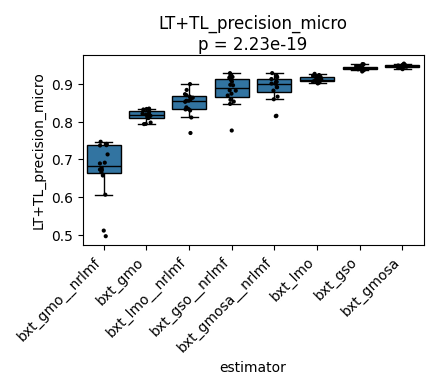 LT+TL_precision_micro
p = 2.23e-19
LT+TL_precision_micro
0.9
0.8
0.7
0.6
0.5
bxt_gmo__nrlmf
bxt_gmo
bxt_lmo__nrlmf
bxt_gso__nrlmf
bxt_gmosa__nrlmf
bxt_lmo
bxt_gso
bxt_gmosa
estimator